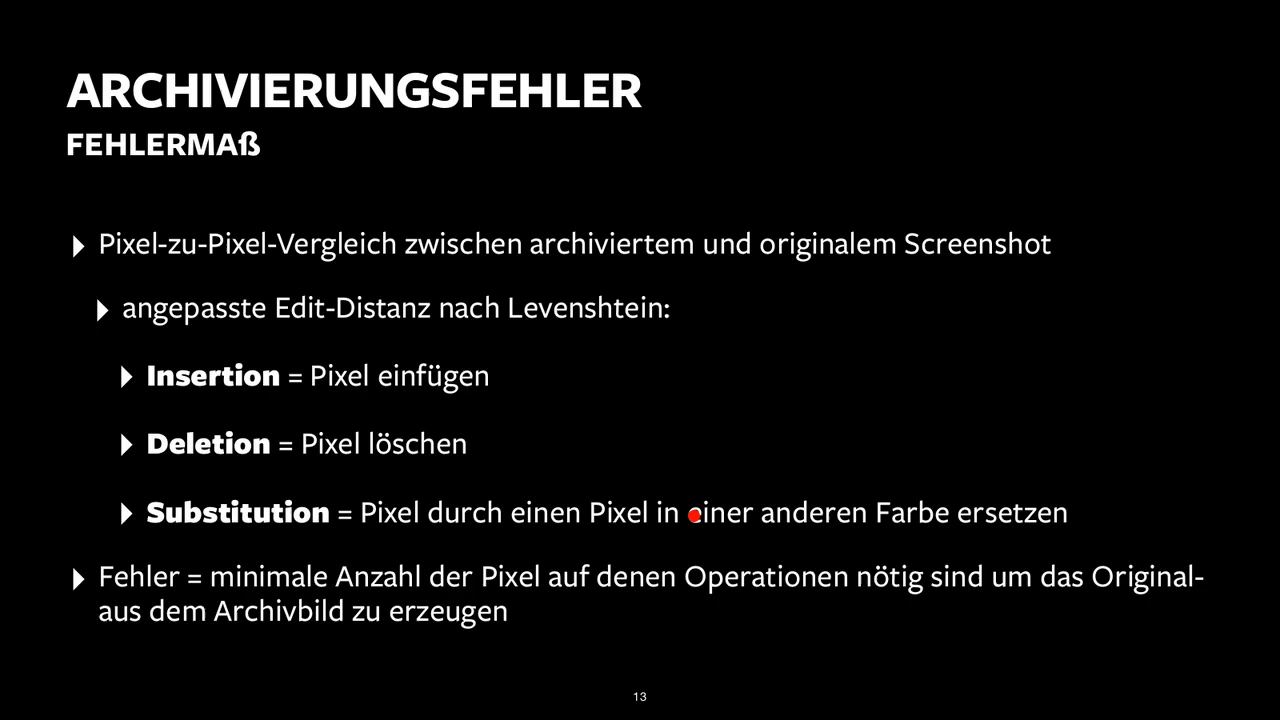 ARCHIVIERUNGSFEHLER
FEHLERMAß
Pixel-zu-Pixel-Vergleich zwischen archiviertem und originalem Screenshot
angepasste Edit-Distanz nach Levenshtein:
Insertion = Pixel einfügen
Deletion = Pixel löschen
Substitution = Pixel durch einen Pixel in einer anderen Farbe ersetzen
Fehler = minimale Anzahl der Pixel auf denen Operationen nötig sind um das Original-
aus dem Archivbild zu erzeugen
13